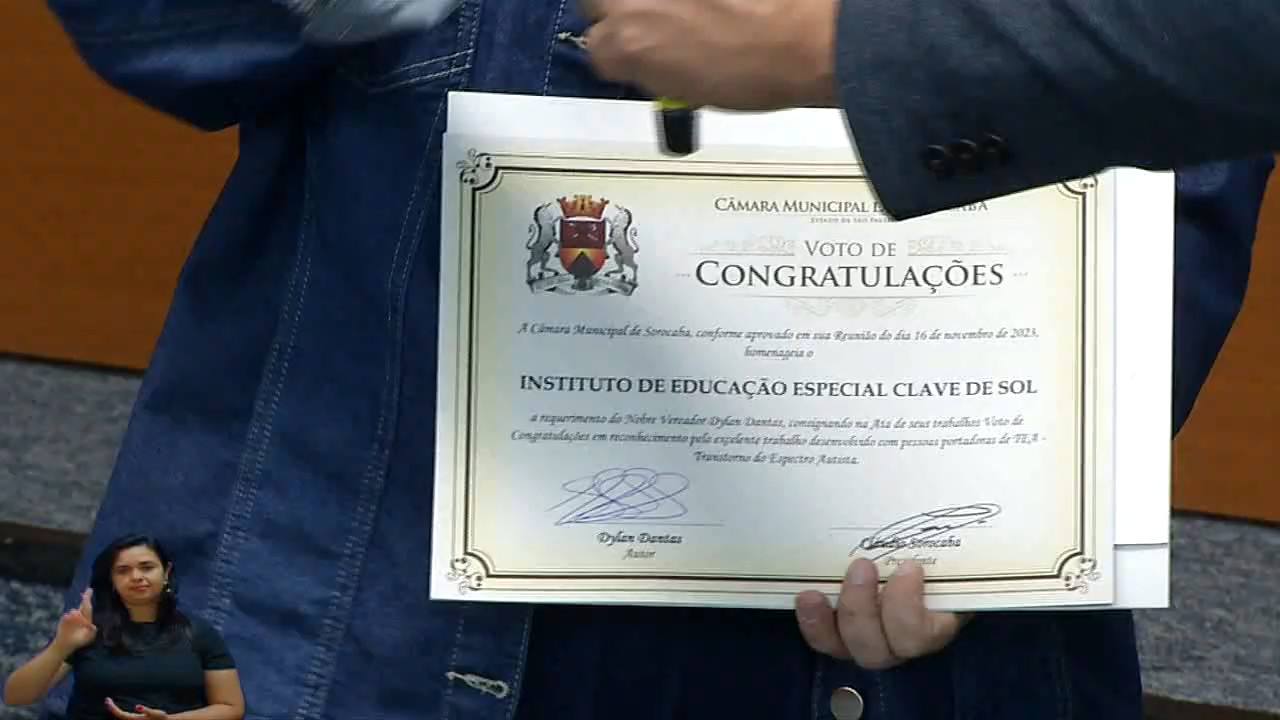 CÂMARA MUNICIPAL
ESTADO DE SÃO
VOTO DE
CONGRATULAÇÕES
A Câmara Municipal de Sorocaba, conforme aprovado em sua Reunião do dia 16 de novembro de 2023,
homenageia o
INSTITUTO DE EDUCAÇÃO ESPECIAL CLAVE DE SOL
a requerimento do Nobre Vereador Dylan Dantas, consignando na Ata de seus trabalhos Voto de
Congratulações em reconhecimento pelo excelente trabalho desenvolvido com pessoas portadoras de TEA -
Transtorno do Espectro Autista.
Dylan Dantas
Autor
Cláudio Sorocaba
Presidente